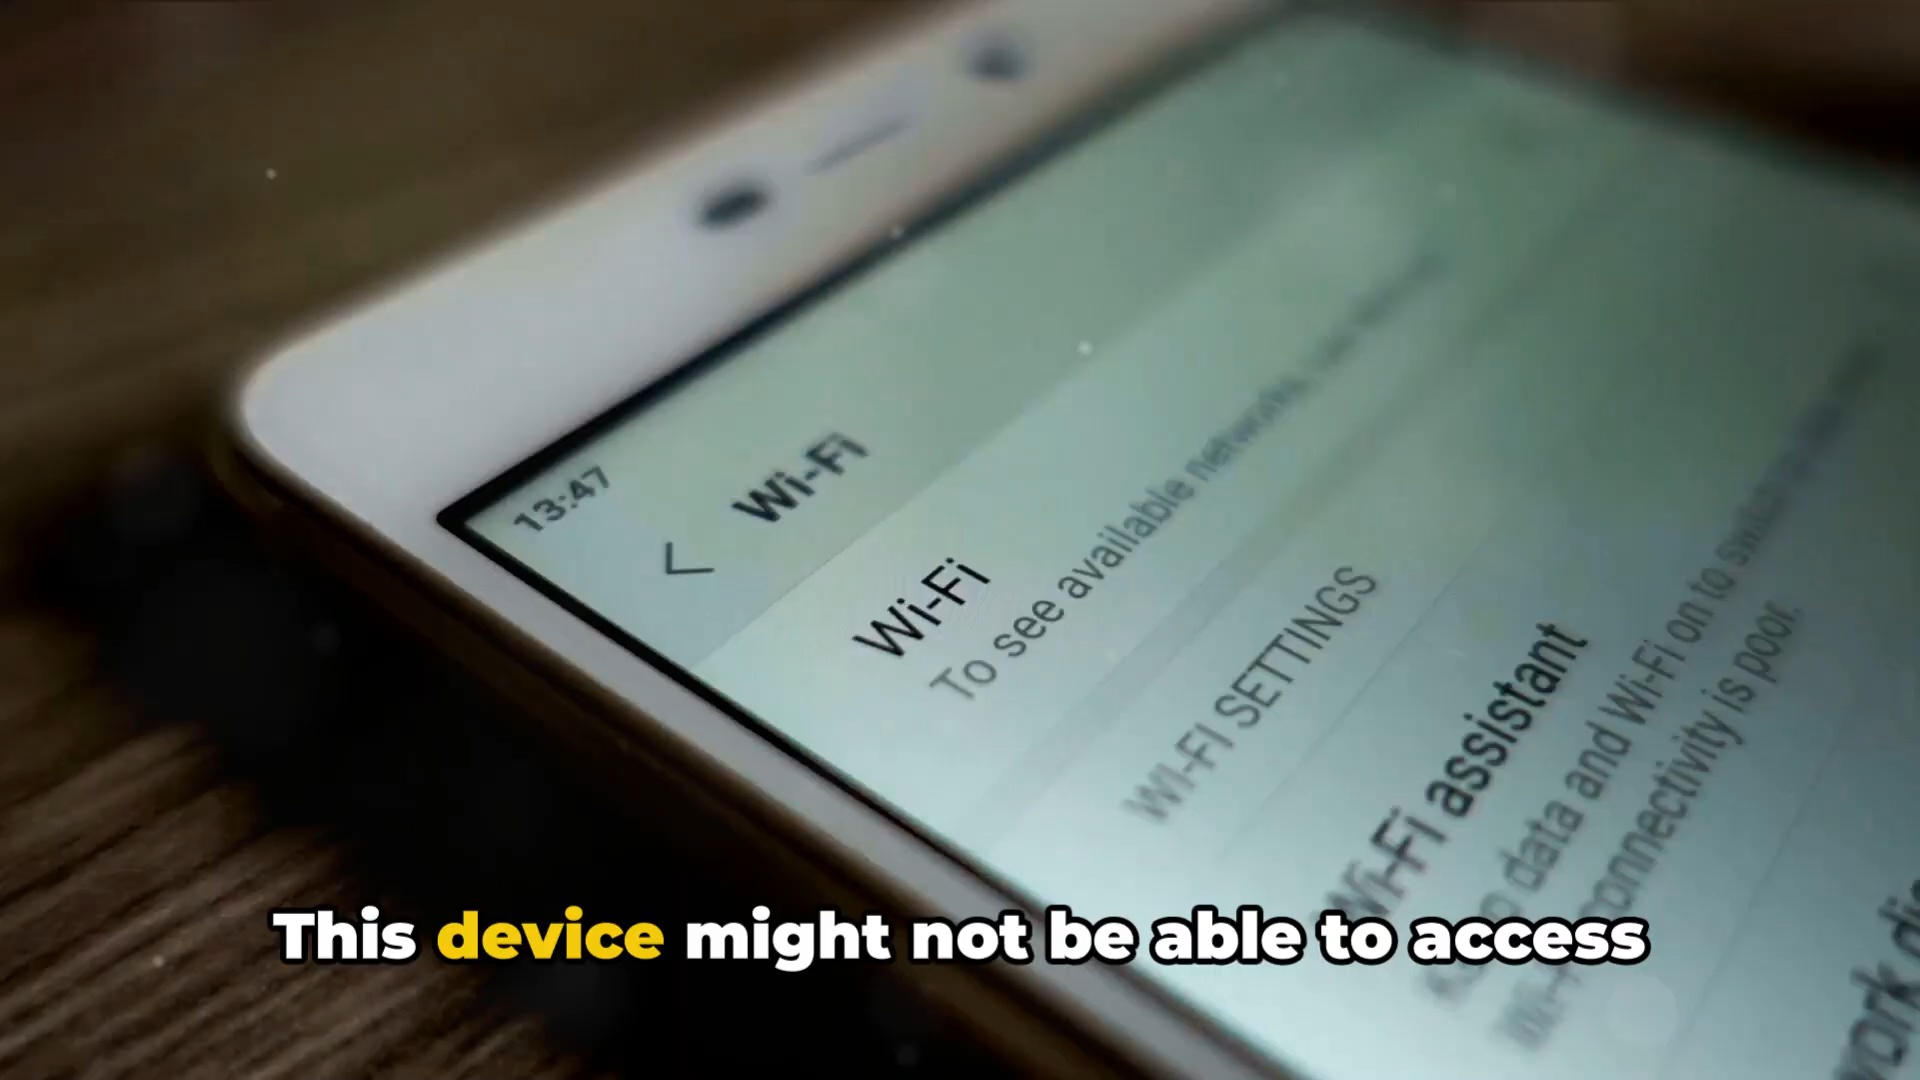 13:47
Wi-Fi
Wi-Fi
To see available networks,
WI-FI SETTINGS
Wi-Fi assistant
data and Wi-Fi on to
connectivity is poor.
This device might not be able to access